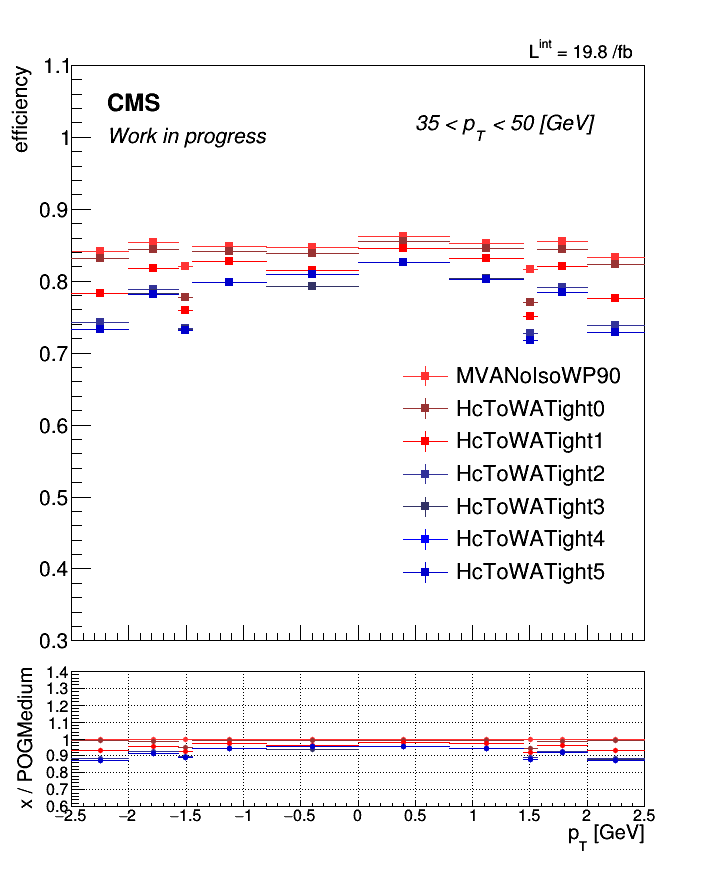 L^int = 19.8 /fb
efficiency
CMS
Work in progress
35 < p_T < 50 [GeV]
1.1
1
0.9
0.8
0.7
0.6
0.5
0.4
0.3
MVANoIsoWP90
HcToWATight0
HcToWATight1
HcToWATight2
HcToWATight3
HcToWATight4
HcToWATight5
x / POGMedium
1.4
1.3
1.2
1.1
1
0.9
0.8
0.7
0.6
−2.5 −2 −1.5 −1 −0.5 0 0.5 1 1.5 2 2.5
p_T [GeV]